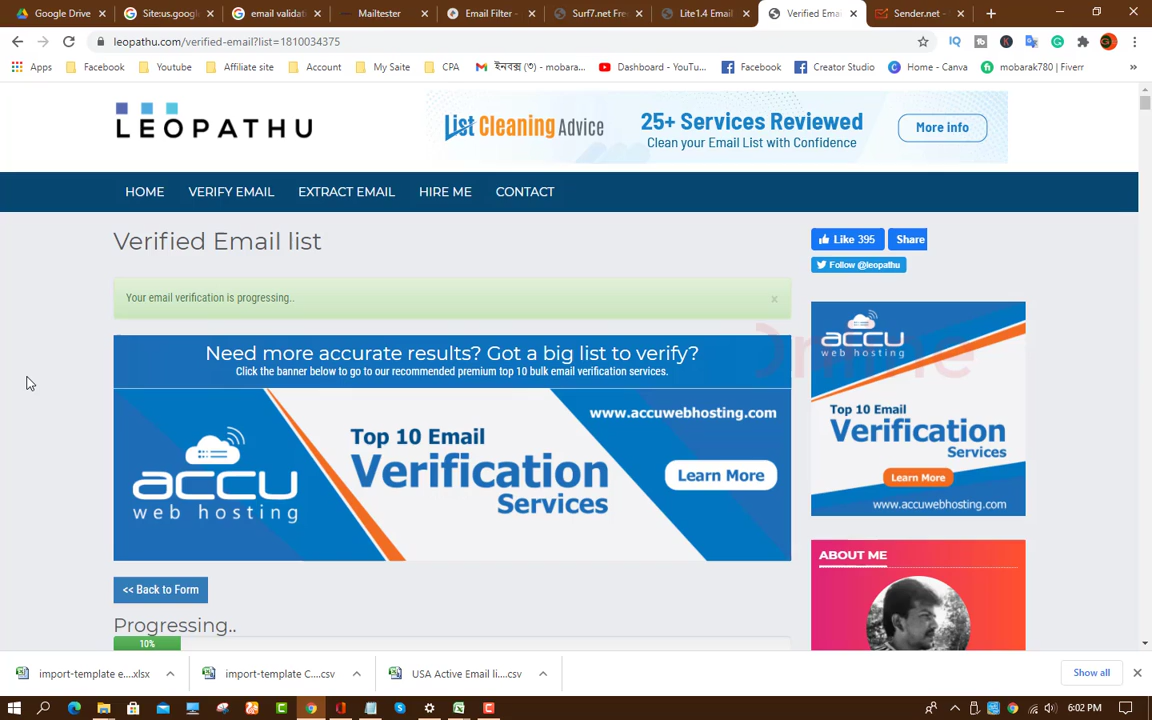 Google Drive
Site:us.googl
email validati
Mailtester
Email Filter -
Surf7.net Fre
Lite1.4 Email
Verified Emai
Sender.net -
leopathu.com/verified-email?list=1810034375
Apps
Facebook
Youtube
Affiliate site
Account
My Saite
CPA
ইনবক্স (৩) - mobara...
Dashboard - YouTu...
Facebook
Creator Studio
Home - Canva
mobarak780 | Fiverr
LEOPATHU
List Cleaning Advice
25+ Services Reviewed
Clean your Email List with Confidence
More info
HOME
VERIFY EMAIL
EXTRACT EMAIL
HIRE ME
CONTACT
Verified Email list
Like 395
Share
Follow @leopathu
Your email verification is progressing..
×
Need more accurate results? Got a big list to verify?
Click the banner below to go to our recommended premium top 10 bulk email verification services.
accu
web hosting
Top 10 Email
Verification
Services
www.accuwebhosting.com
Learn More
Online
accu
web hosting
Top 10 Email
Verification
Services
Learn More
www.accuwebhosting.com
<< Back to Form
Progressing..
10%
ABOUT ME
import-template e....xlsx
import-template C....csv
USA Active Email li....csv
Show all
6:02 PM